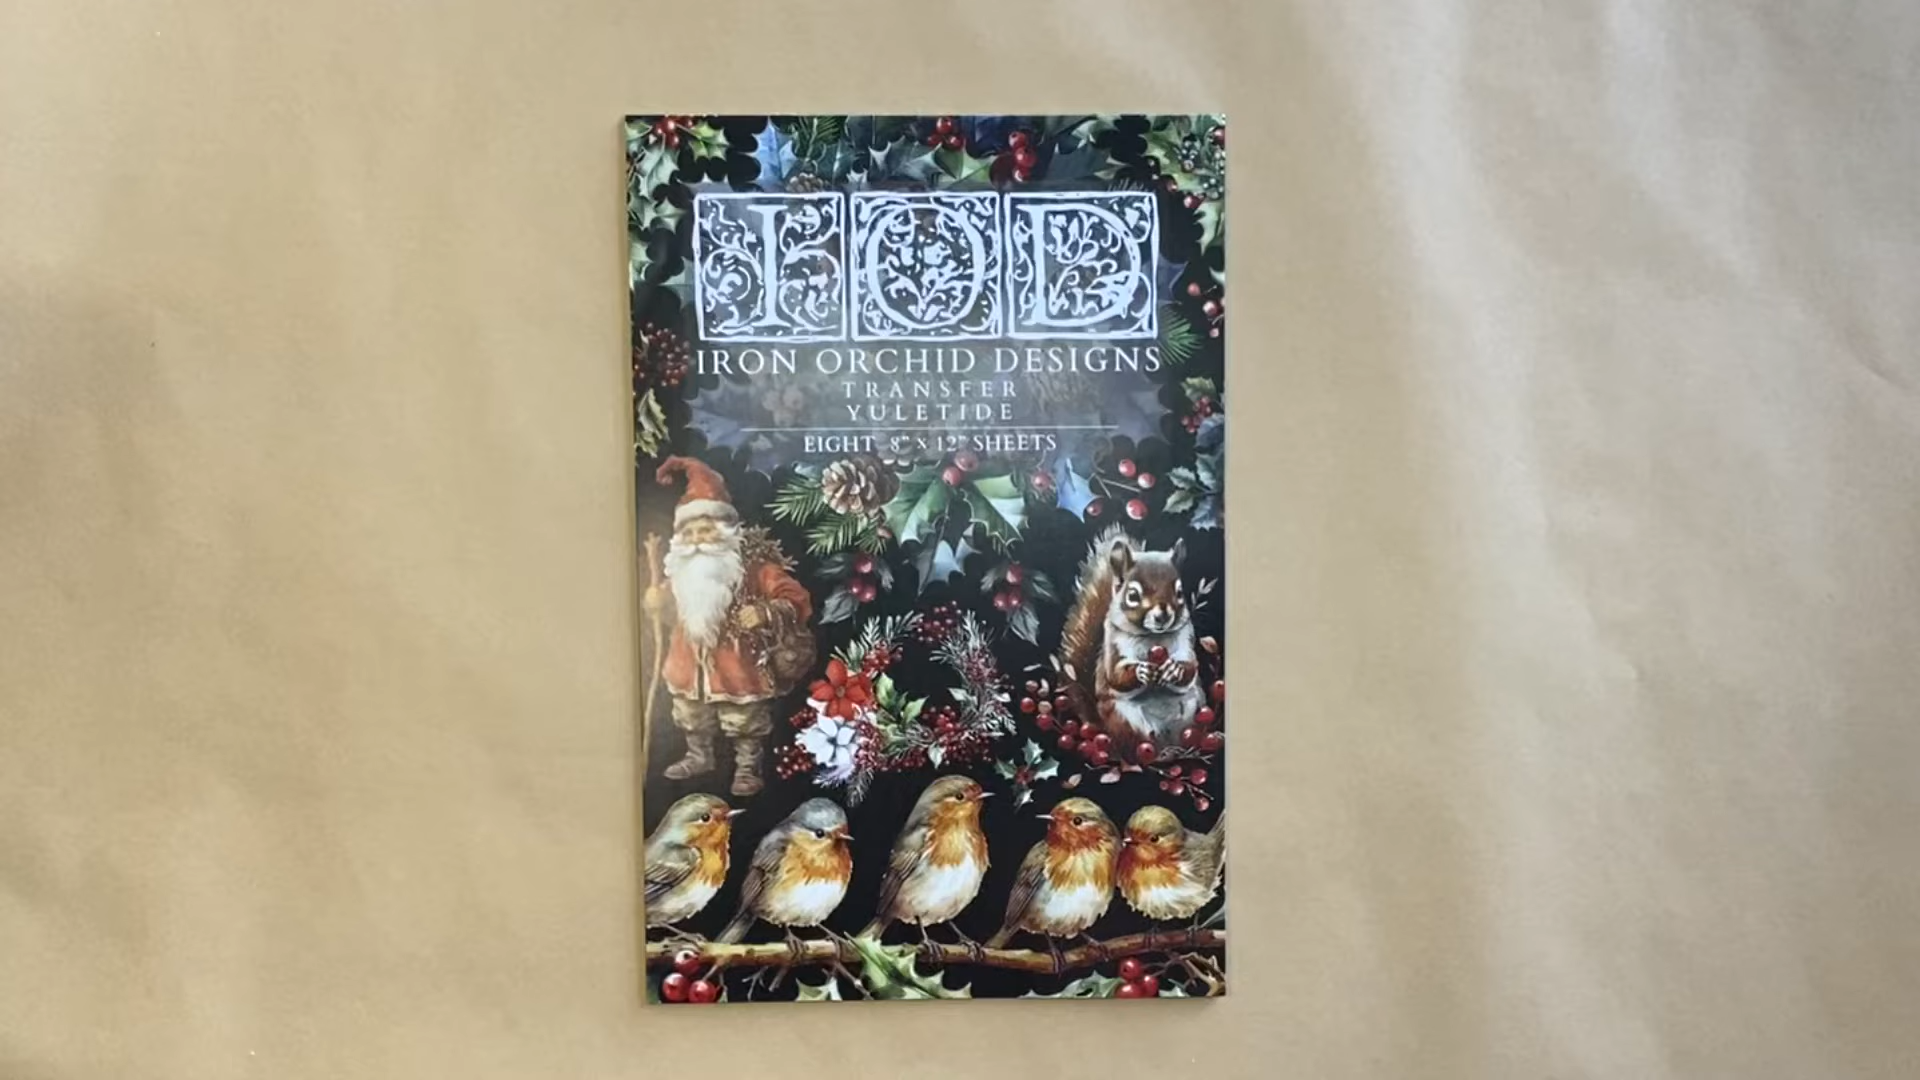 IOD
IRON ORCHID DESIGNS
TRANSFER
YULETIDE
EIGHT 8" x 12" SHEETS